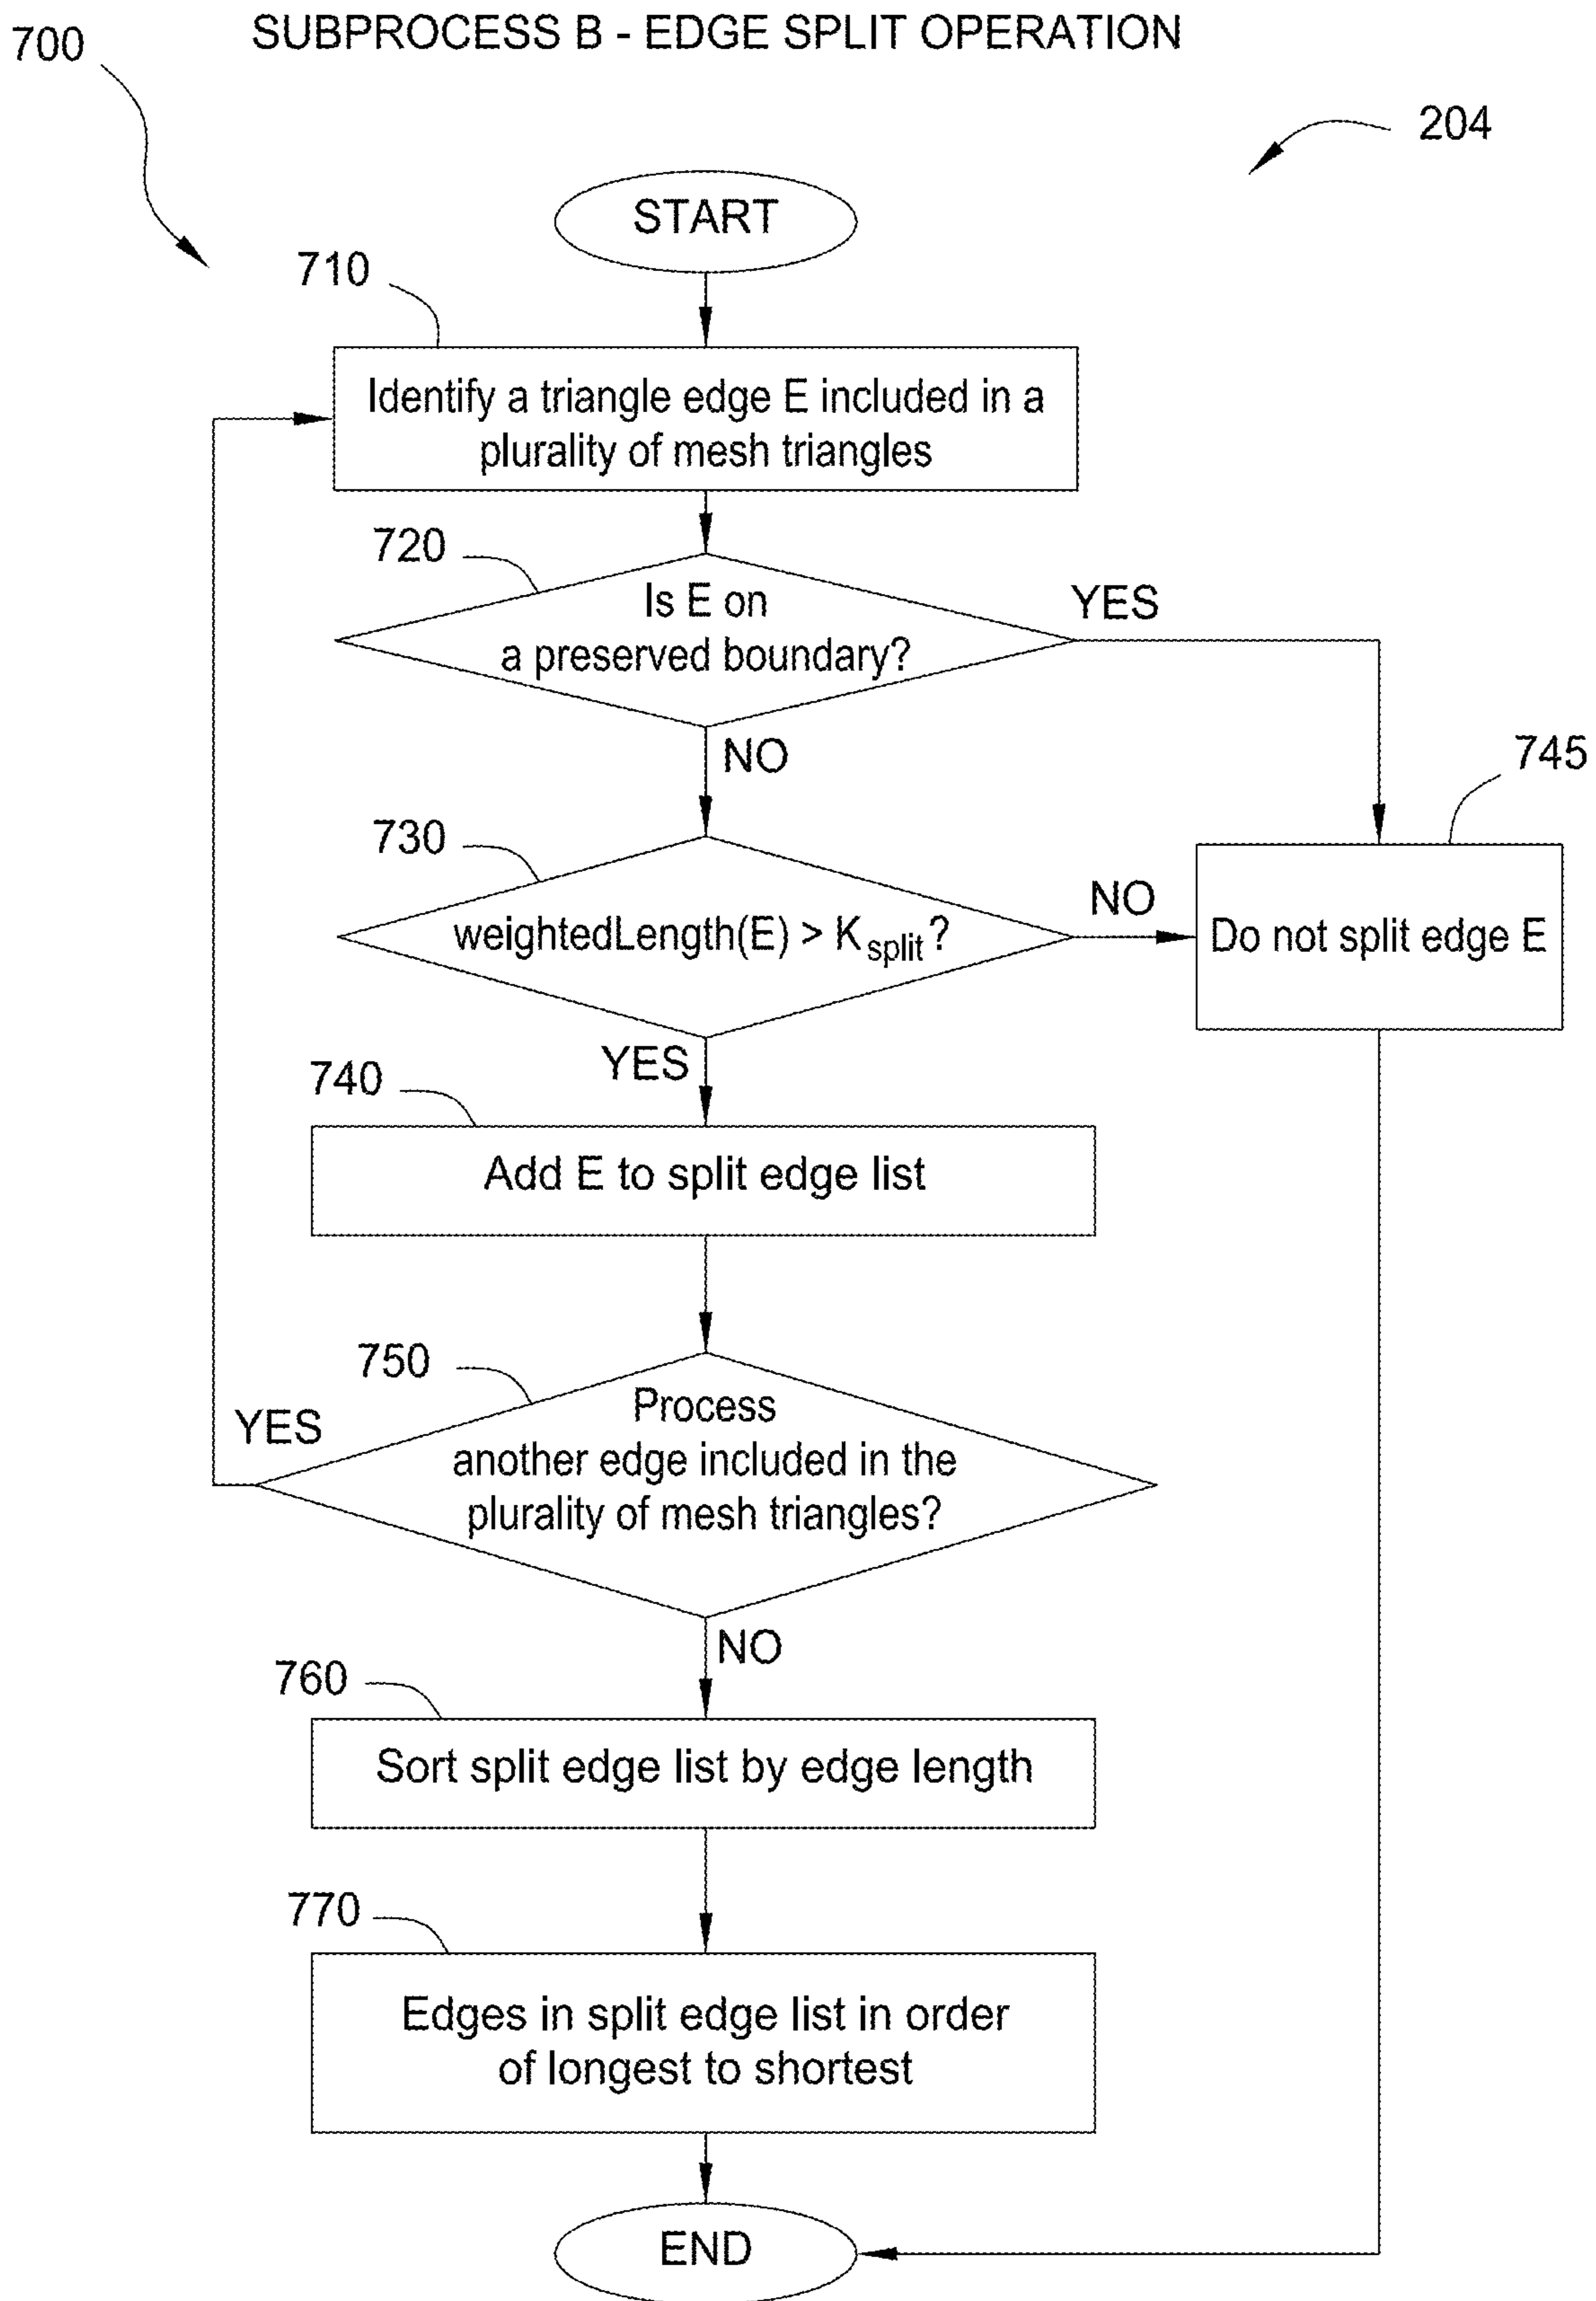 700
SUBPROCESS B - EDGE SPLIT OPERATION
204
START
710
Identify a triangle edge E included in a
plurality of mesh triangles
720
Is E on
a preserved boundary?
YES
NO
745
730
weightedLength(E) > Ksplit?
NO
Do not split edge E
YES
740
Add E to split edge list
750
Process
another edge included in the
plurality of mesh triangles?
YES
NO
760
Sort split edge list by edge length
770
Edges in split edge list in order
of longest to shortest
END